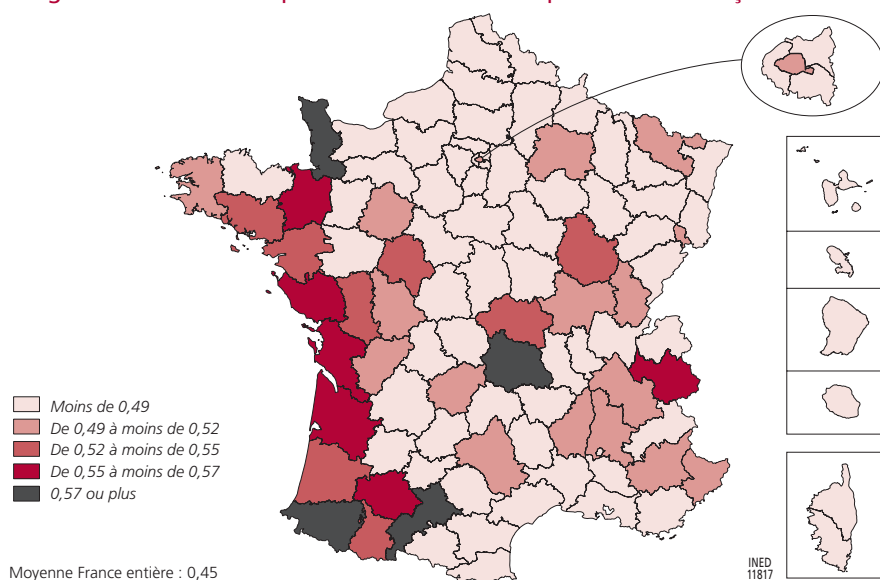 Moins de 0,49
De 0,49 à moins de 0,52
De 0,52 à moins de 0,55
De 0,55 à moins de 0,57
0,57 ou plus
Moyenne France entière : 0,45
INED
11817